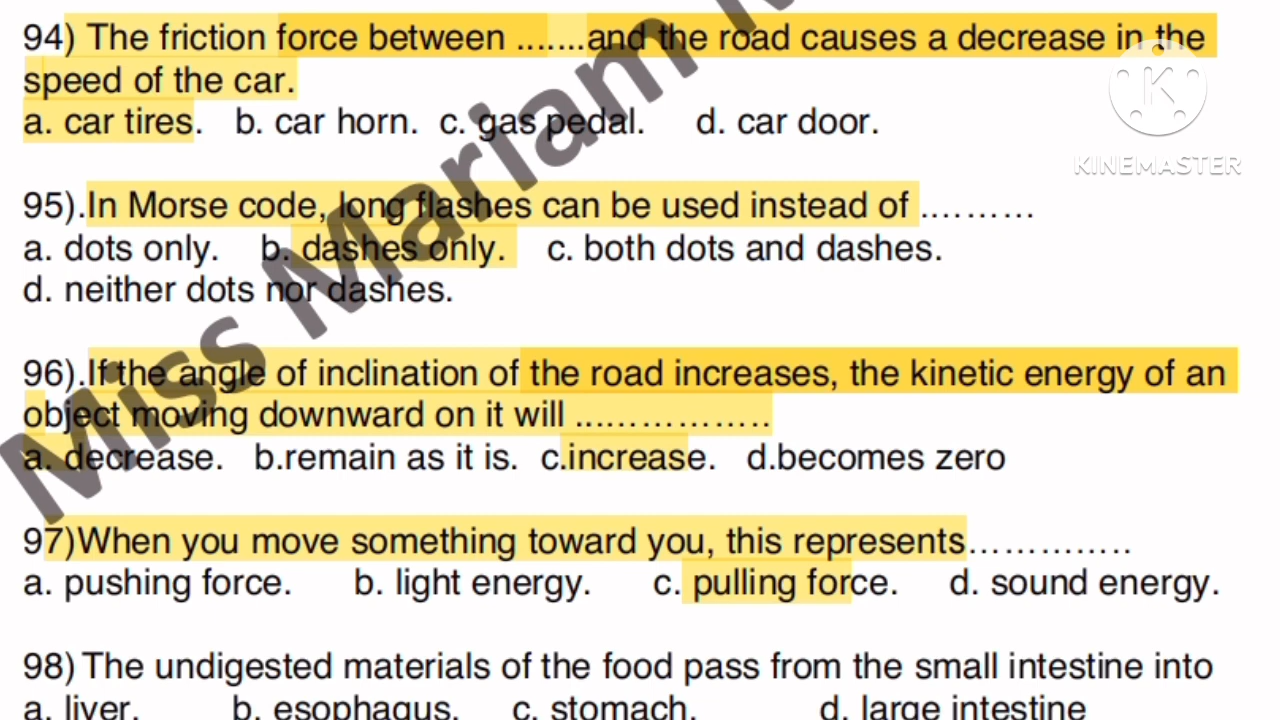 94) The friction force between .......and the road causes a decrease in the
speed of the car.
a. car tires. b. car horn. c. gas pedal. d. car door.
KINEMASTER
95).In Morse code, long flashes can be used instead of ..........
a. dots only. b. dashes only. c. both dots and dashes.
d. neither dots nor dashes.
96).If the angle of inclination of the road increases, the kinetic energy of an
object moving downward on it will ................
a. decrease. b.remain as it is. c.increase. d.becomes zero
97)When you move something toward you, this represents...............
a. pushing force. b. light energy. c. pulling force. d. sound energy.
98) The undigested materials of the food pass from the small intestine into
a. liver. b. esophagus. c. stomach. d. large intestine
Miss Mariam